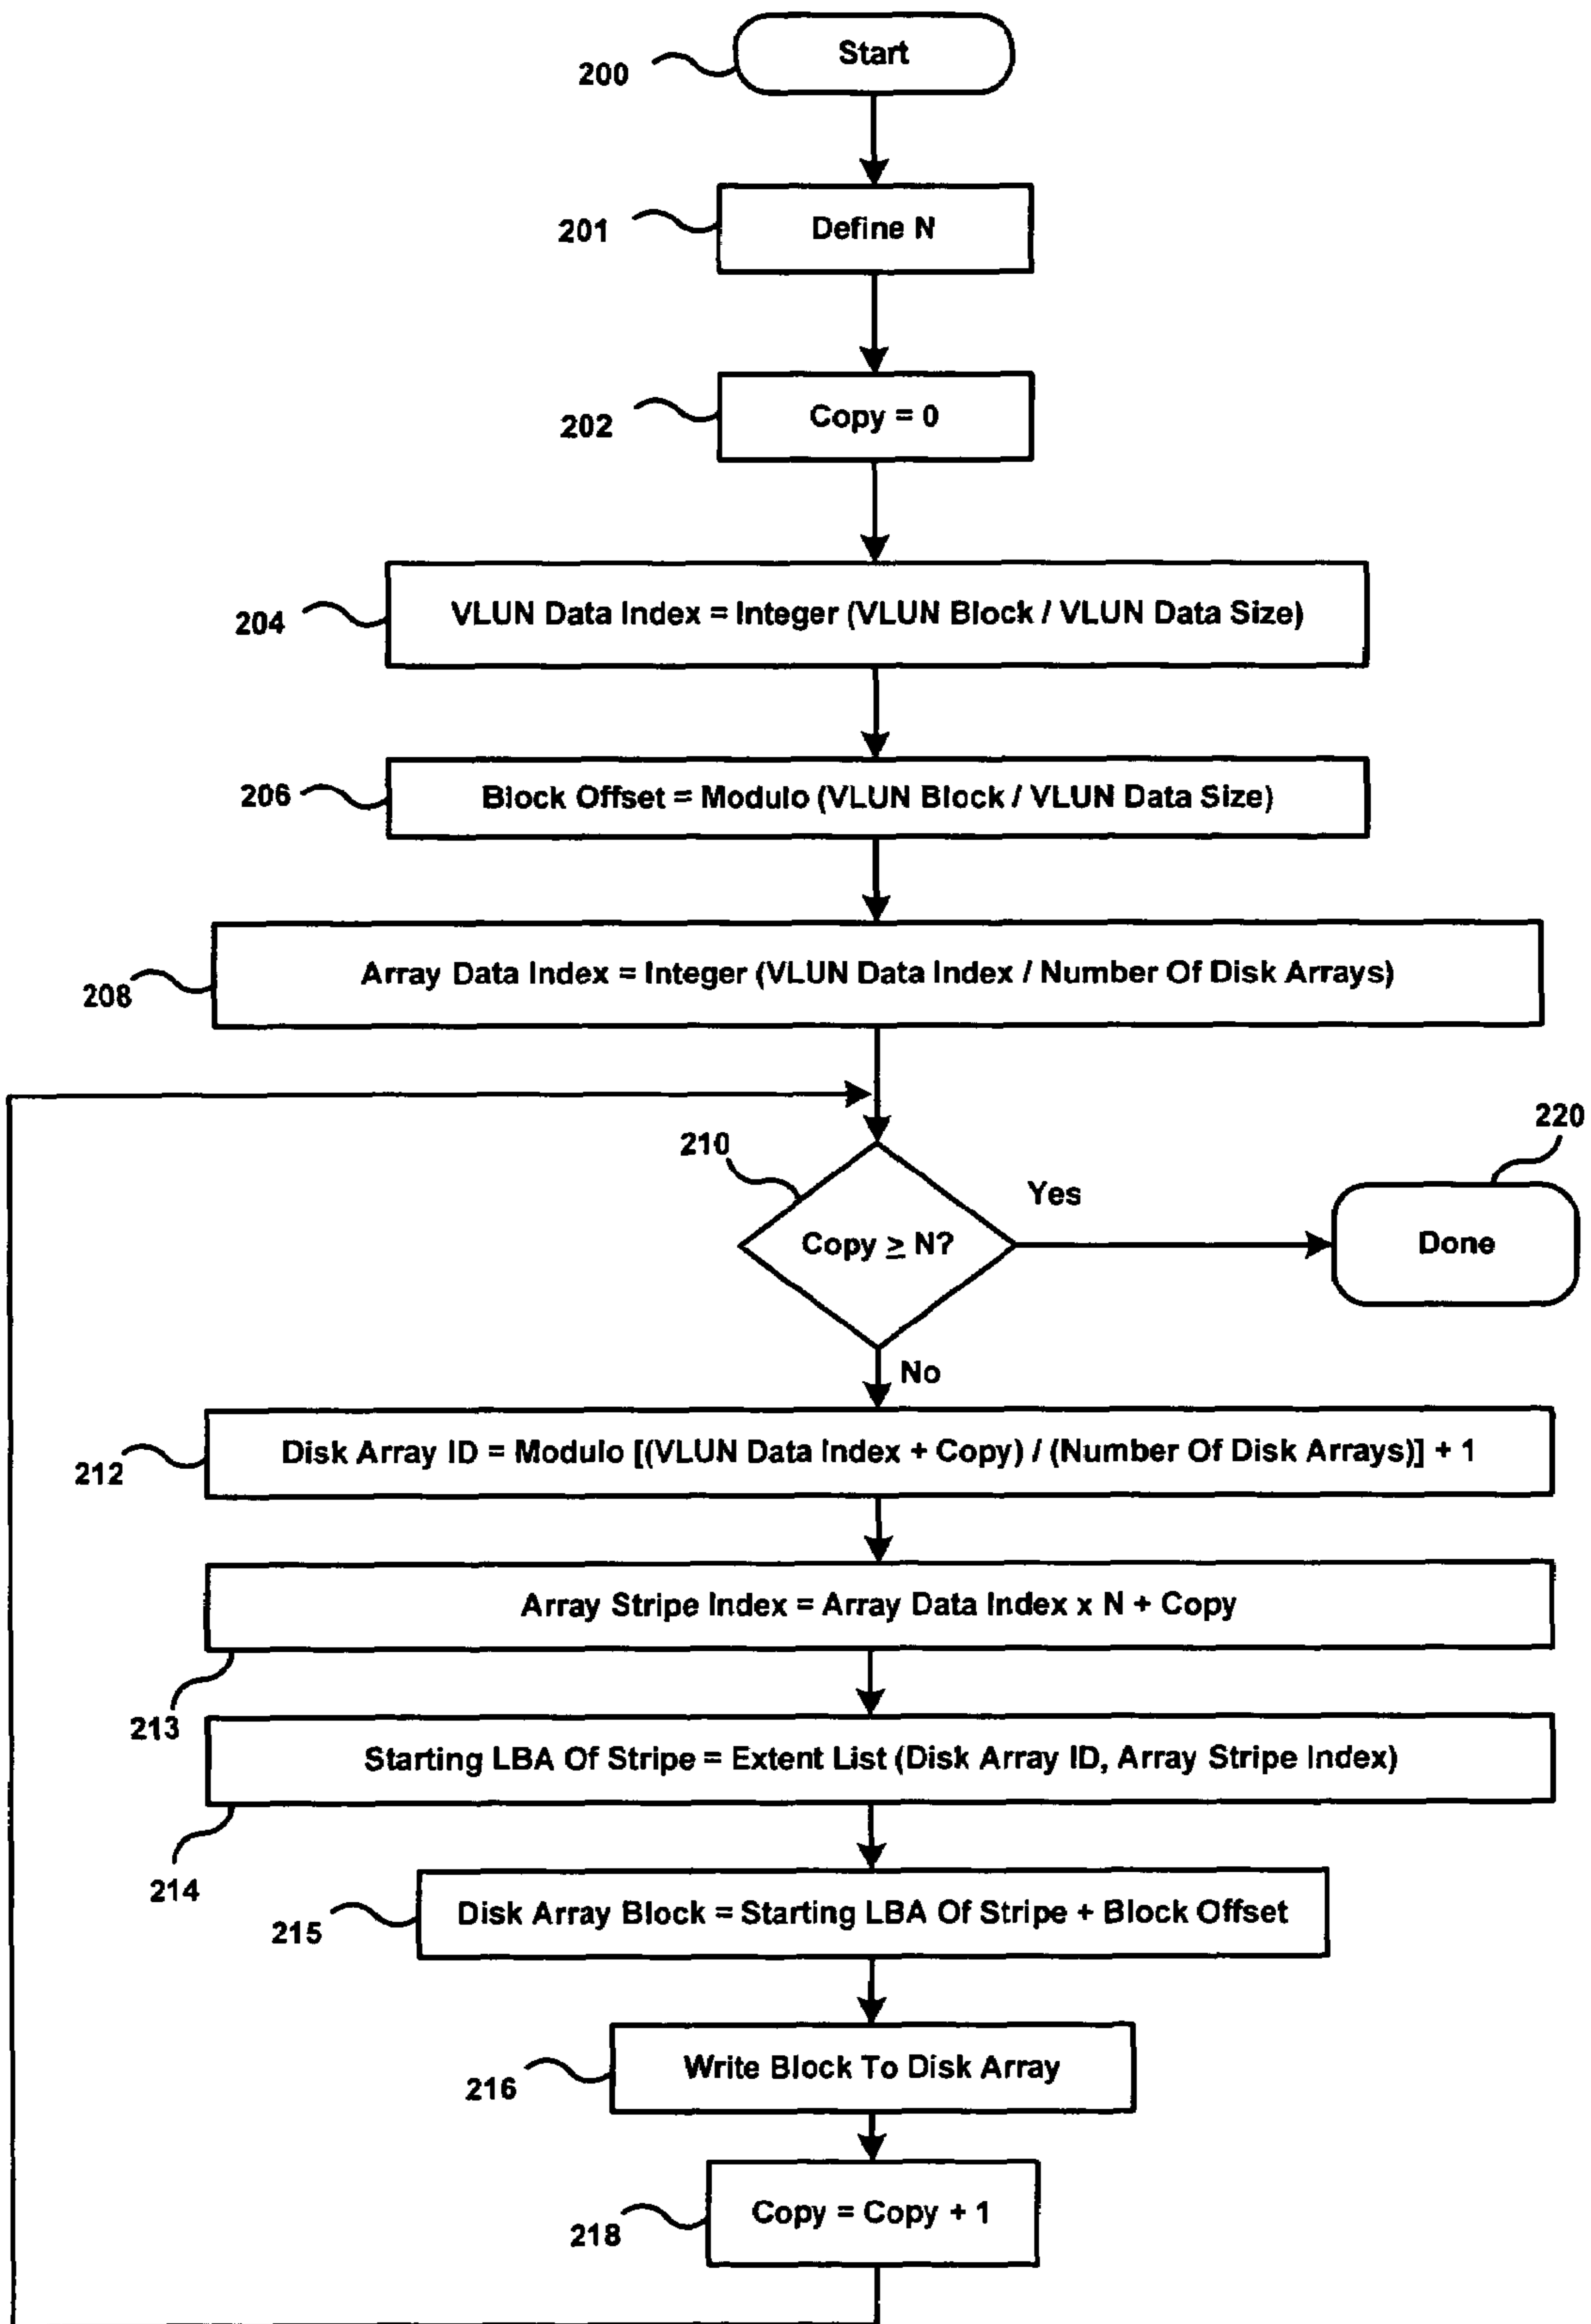 Start
200
Define N
201
Copy = 0
202
VLUN Data Index = Integer (VLUN Block / VLUN Data Size)
204
Block Offset = Modulo (VLUN Block / VLUN Data Size)
206
Array Data Index = Integer (VLUN Data Index / Number Of Disk Arrays)
208
210
Copy ≥ N?
Yes
220
Done
No
Disk Array ID = Modulo [(VLUN Data Index + Copy) / (Number Of Disk Arrays)] + 1
212
Array Stripe Index = Array Data Index x N + Copy
213
Starting LBA Of Stripe = Extent List (Disk Array ID, Array Stripe Index)
214
Disk Array Block = Starting LBA Of Stripe + Block Offset
215
Write Block To Disk Array
216
Copy = Copy + 1
218